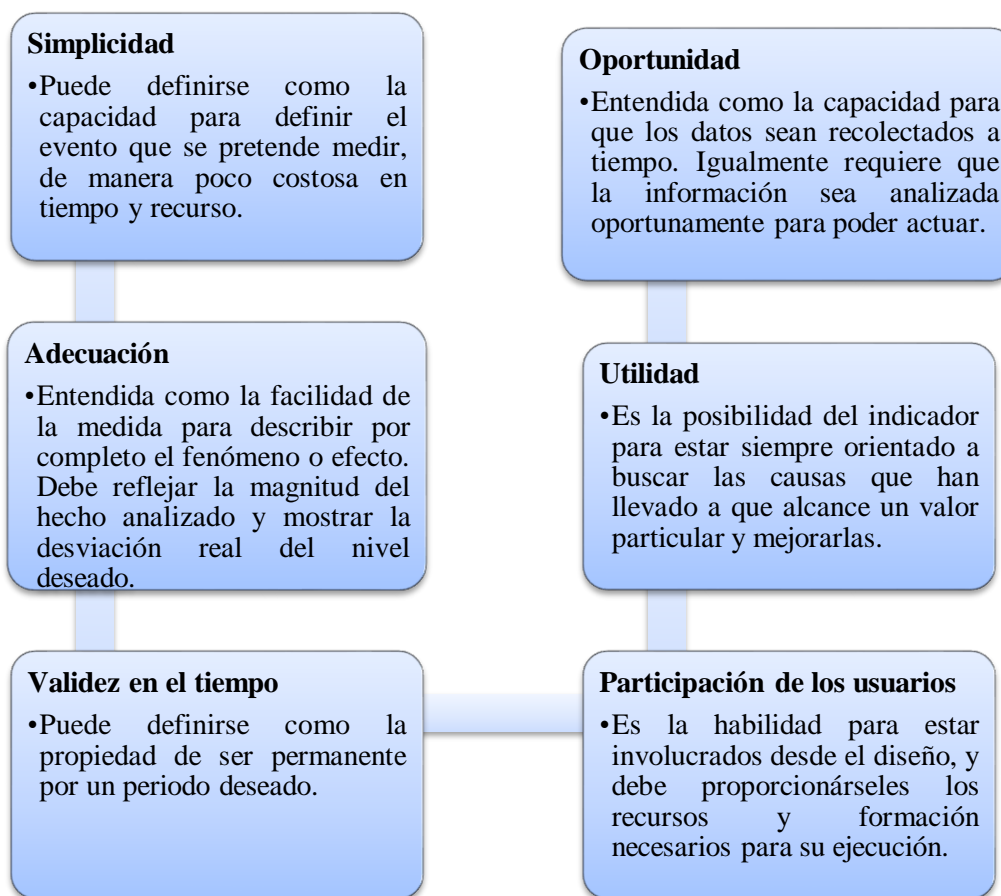 Simplicidad
•Puede definirse como la
capacidad para definir el
evento que se pretende medir,
de manera poco costosa en
tiempo y recurso.
Adecuación
•Entendida como la facilidad de
la medida para describir por
completo el fenómeno o efecto.
Debe reflejar la magnitud del
hecho analizado y mostrar la
desviación real del nivel
deseado.
Validez en el tiempo
•Puede definirse como la
propiedad de ser permanente
por un periodo deseado.
Participación de los usuarios
•Es la habilidad para estar
involucrados desde el diseño, y
debe proporcionárseles los
recursos y formación
necesarios para su ejecución.
Utilidad
•Es la posibilidad del indicador
para estar siempre orientado a
buscar las causas que han
llevado a que alcance un valor
particular y mejorarlas.
Oportunidad
•Entendida como la capacidad para
que los datos sean recolectados a
tiempo. Igualmente requiere que
la información sea analizada
oportunamente para poder actuar.